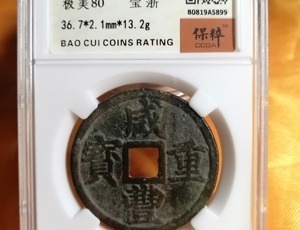 极美80 宝浙
BQ0819A5899
36.7*2.1mm*13.2g
BAO CUI COINS RATING
保粹
CCGA
咸豐重寶